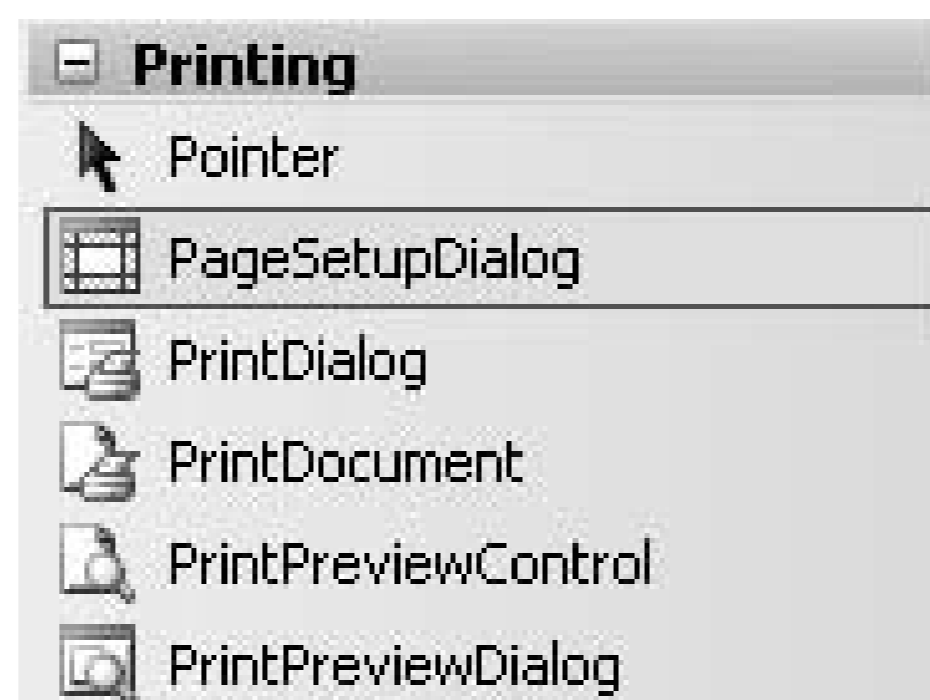 Printing
Pointer
PageSetupDialog
PrintDialog
PrintDocument
PrintPreviewControl
PrintPreviewDialog